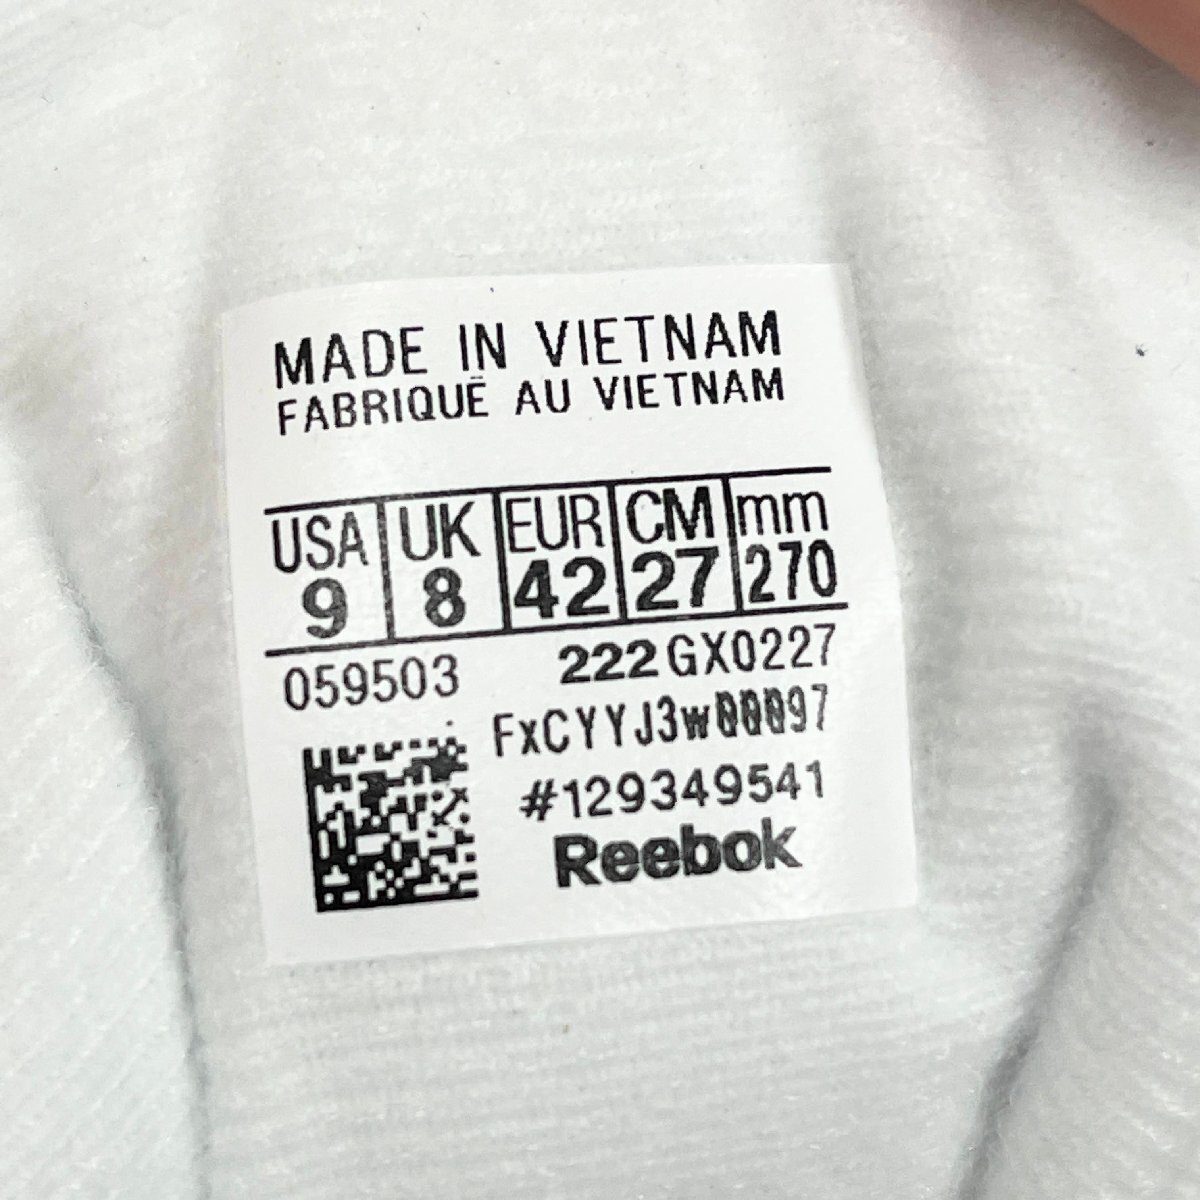 MADE IN VIETNAM
FABRIQUÉ AU VIETNAM
USA UK EUR CM mm
9 8 42 27 270
059503 222 GX0227
FxCYYJ3w00097
#129349541
Reebok